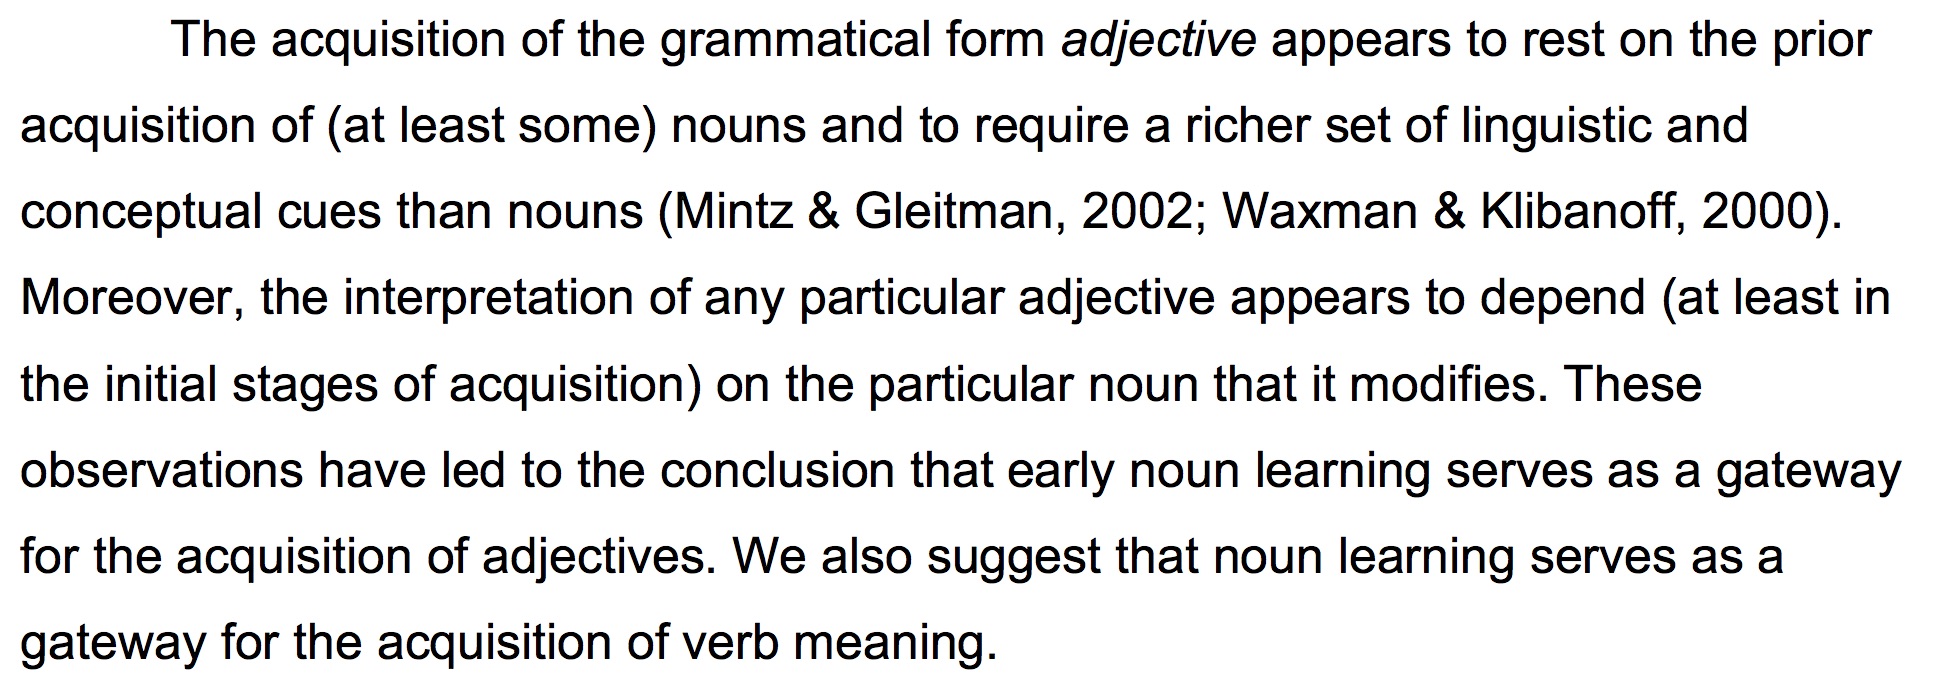 The acquisition of the grammatical form adjective appears to rest on the prior
acquisition of (at least some) nouns and to require a richer set of linguistic and
conceptual cues than nouns (Mintz & Gleitman, 2002; Waxman & Klibanoff, 2000).
Moreover, the interpretation of any particular adjective appears to depend (at least in
the initial stages of acquisition) on the particular noun that it modifies. These
observations have led to the conclusion that early noun learning serves as a gateway
for the acquisition of adjectives. We also suggest that noun learning serves as a
gateway for the acquisition of verb meaning.